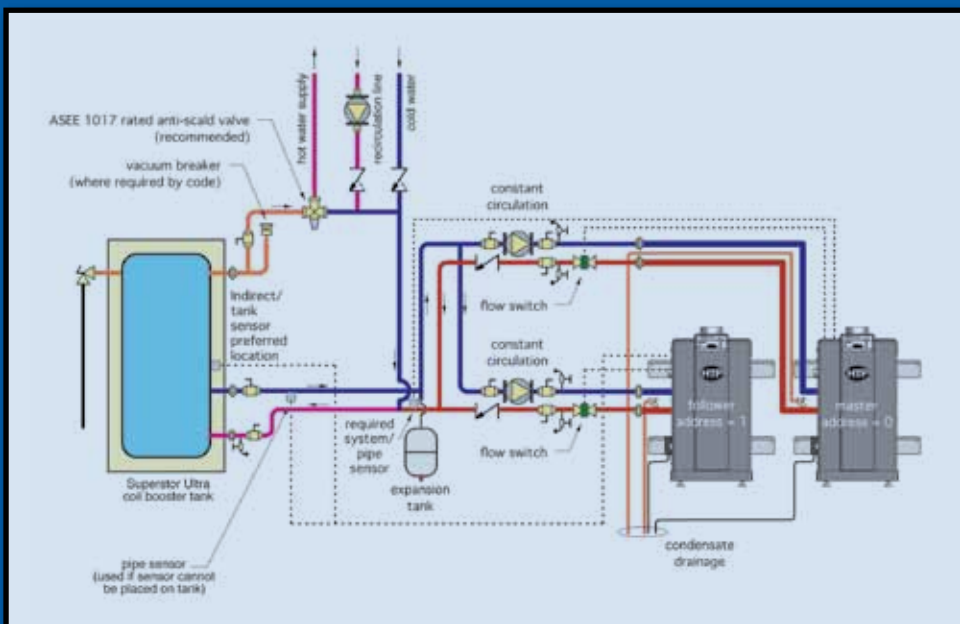 hot water supply
recirculation line
cold water
ASEE 1017 rated anti-scald valve
(recommended)
vacuum breaker
(where required by code)
constant
circulation
Indirect/
tank
sensor
preferred
location
flow switch
constant
circulation
HTP
HTP
follower
address = 1
master
address = 0
required
system/
pipe
sensor
flow switch
Superstor Ultra
coil booster tank
expansion
tank
condensate
drainage
pipe sensor
(used if sensor cannot
be placed on tank)